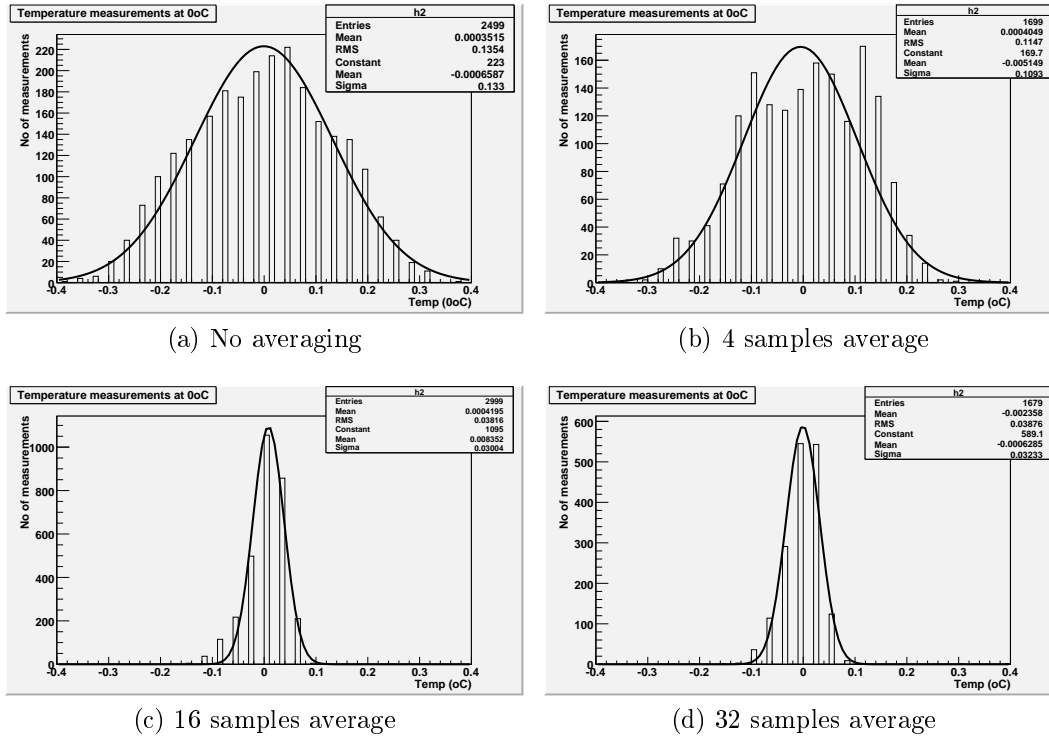 Temperature measurements at 0oC
h2
Entries 2499
Mean 0.0003515
RMS 0.1354
Constant 223
Mean -0.0006587
Sigma 0.133
No of measurements
220
200
180
160
140
120
100
80
60
40
20
0
-0.4 -0.3 -0.2 -0.1 0 0.1 0.2 0.3 0.4
Temp (0oC)
(a) No averaging
Temperature measurements at 0oC
h2
Entries 1699
Mean 0.0004049
RMS 0.1147
Constant 169.7
Mean -0.005149
Sigma 0.1093
No of measurements
160
140
120
100
80
60
40
20
0
-0.4 -0.3 -0.2 -0.1 0 0.1 0.2 0.3 0.4
Temp (oC)
(b) 4 samples average
Temperature measurements at 0oC
h2
Entries 2999
Mean 0.0004195
RMS 0.03816
Constant 1095
Mean 0.008352
Sigma 0.03004
No of measurements
1000
800
600
400
200
0
-0.4 -0.3 -0.2 -0.1 0 0.1 0.2 0.3 0.4
Temp (oC)
(c) 16 samples average
Temperature measurements at 0oC
h2
Entries 1679
Mean -0.002358
RMS 0.03876
Constant 589.1
Mean -0.0006285
Sigma 0.03233
No of measurements
600
500
400
300
200
100
0
-0.4 -0.3 -0.2 -0.1 0 0.1 0.2 0.3 0.4
Temp (oC)
(d) 32 samples average